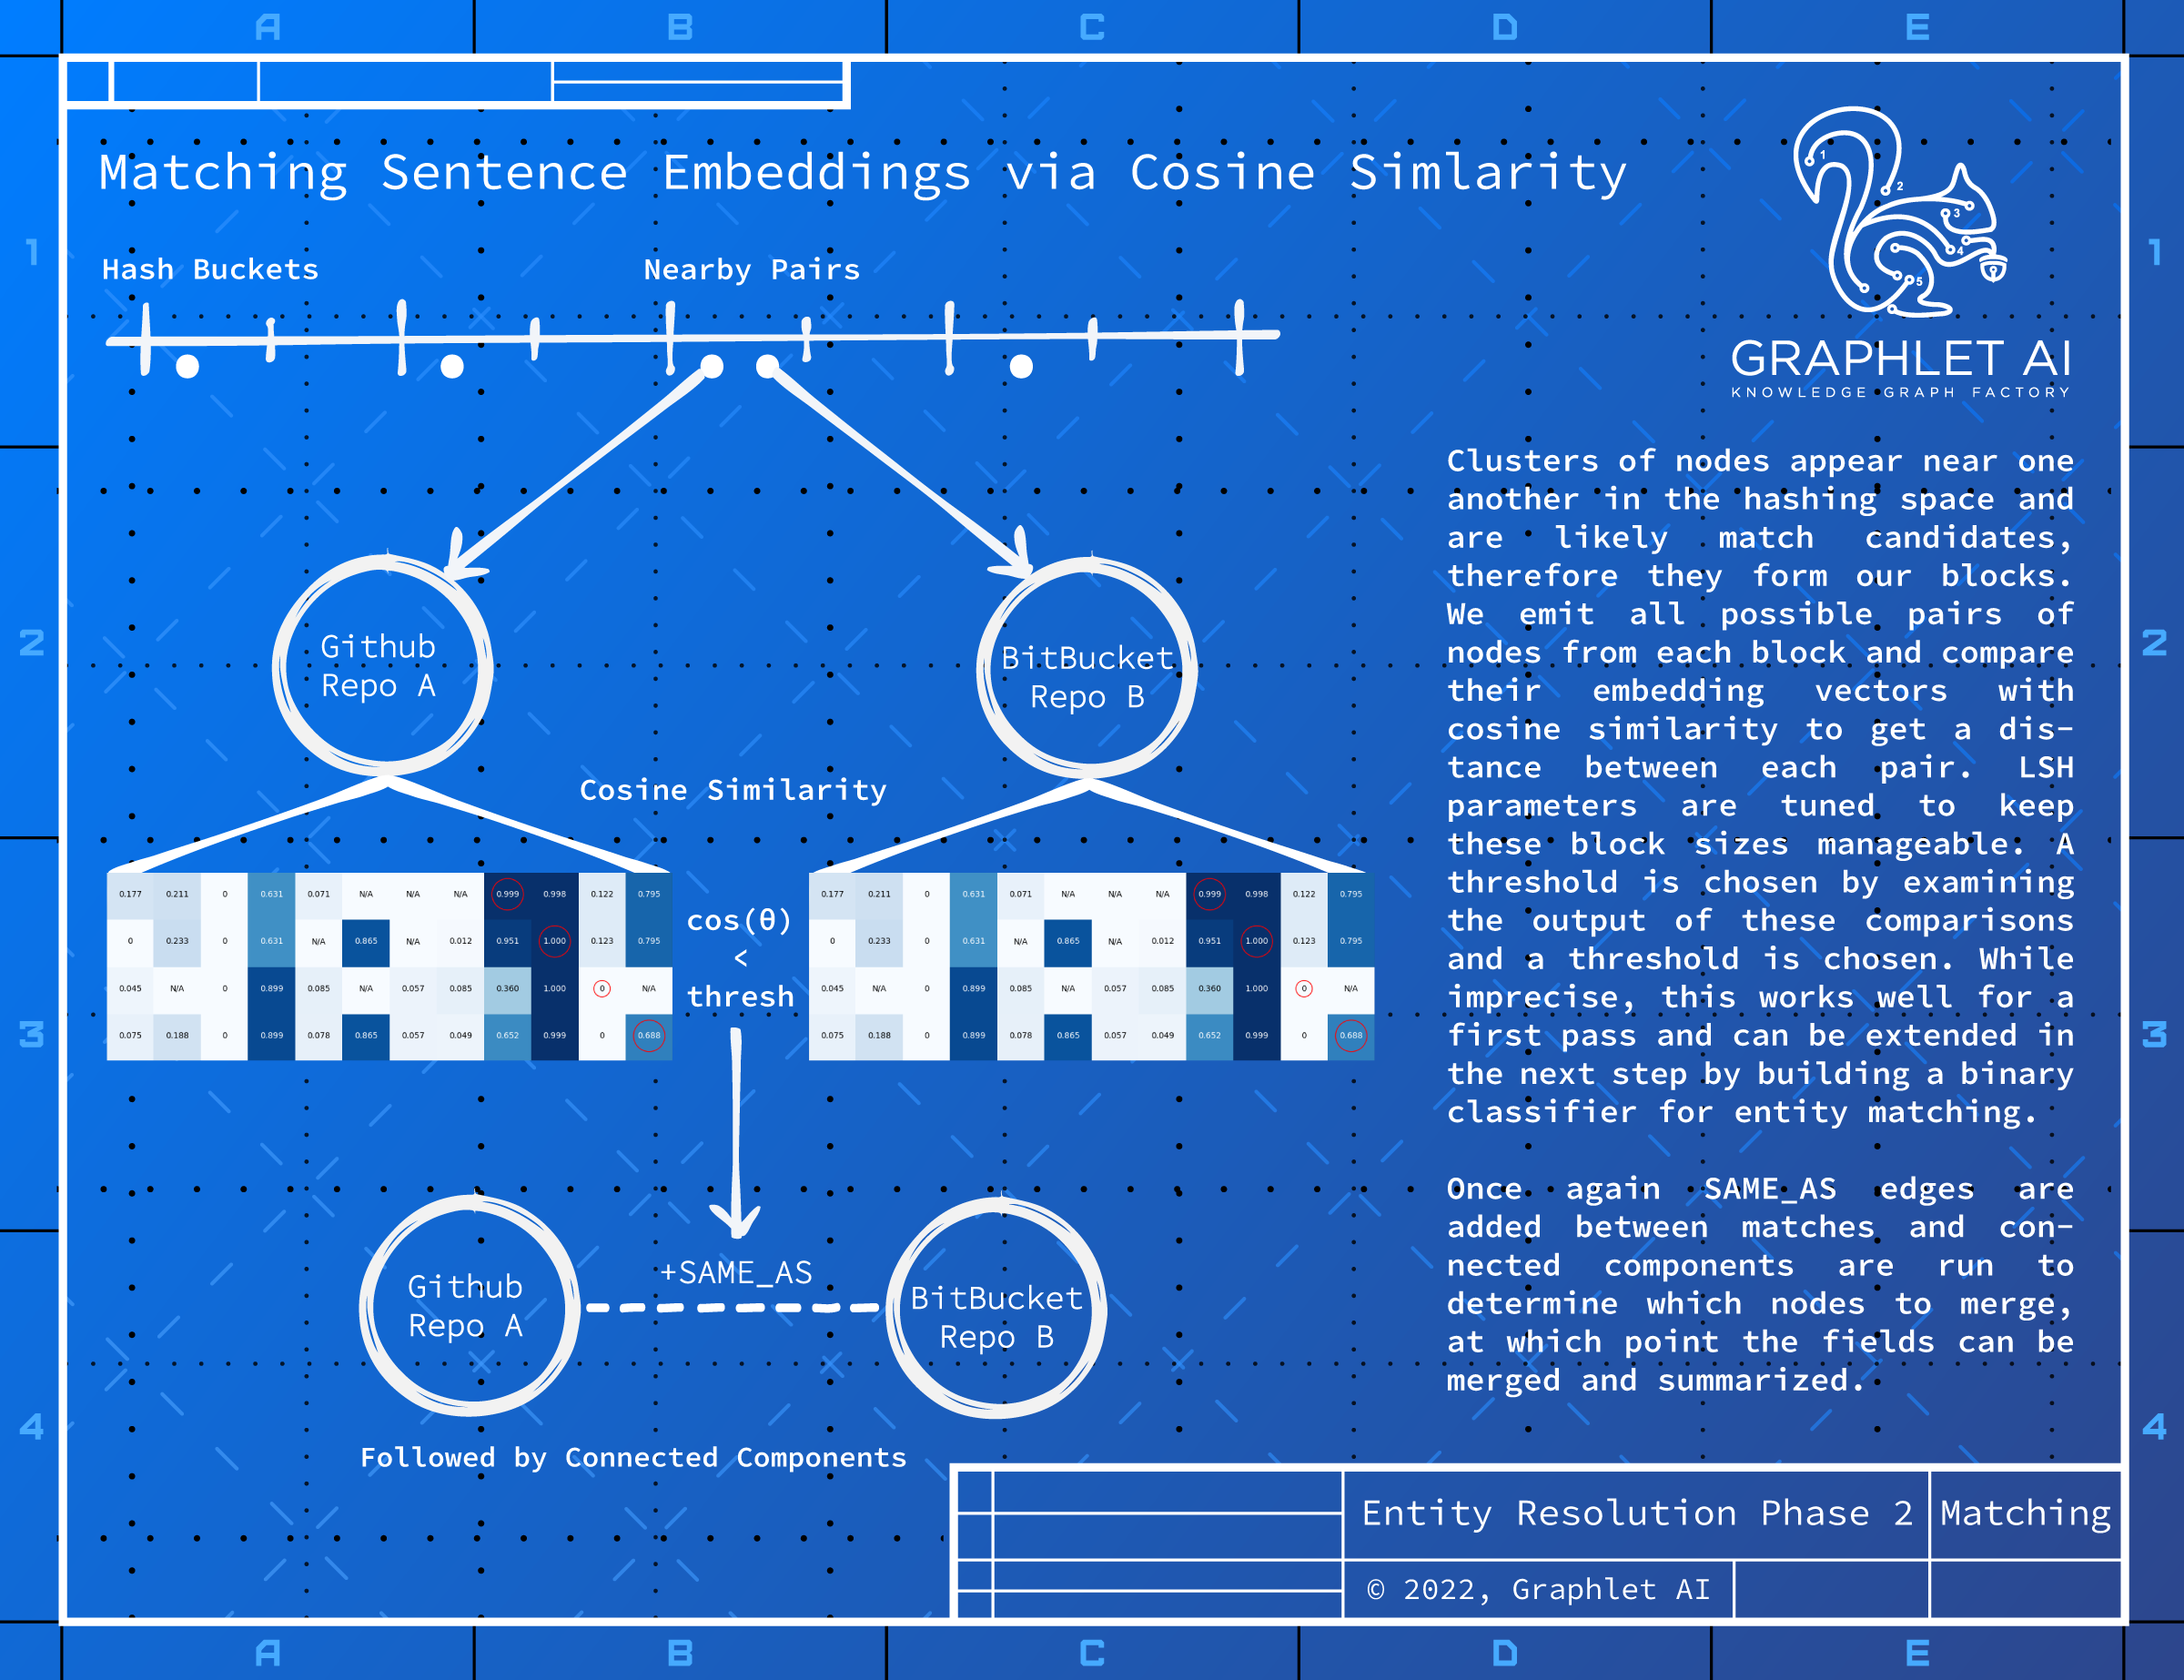 A B C D E
Matching Sentence Embeddings via Cosine Simlarity
1 2 3 4 5
GRAPHLET AI
KNOWLEDGE GRAPH FACTORY
1 1
Hash Buckets Nearby Pairs
Clusters of nodes appear near one
another in the hashing space and
are likely match candidates,
therefore they form our blocks.
We emit all possible pairs of
nodes from each block and compare
their embedding vectors with
cosine similarity to get a dis-
tance between each pair. LSH
parameters are tuned to keep
these block sizes manageable. A
threshold is chosen by examining
the output of these comparisons
and a threshold is chosen. While
imprecise, this works well for a
first pass and can be extended in
the next step by building a binary
classifier for entity matching.
Once again SAME_AS edges are
added between matches and con-
nected components are run to
determine which nodes to merge,
at which point the fields can be
merged and summarized.
2 2
Github
Repo A
BitBucket
Repo B
Cosine Similarity
0.177 0.211 0 0.631 0.071 N/A N/A N/A 0.999 0.998 0.122 0.795
0 0.233 0 0.631 N/A 0.865 N/A 0.012 0.951 1.000 0.123 0.795
0.045 N/A 0 0.899 0.085 N/A 0.057 0.085 0.360 1.000 0 N/A
0.075 0.188 0 0.899 0.078 0.865 0.057 0.049 0.652 0.999 0 0.688
cos(θ)
<
thresh
0.177 0.211 0 0.631 0.071 N/A N/A N/A 0.999 0.998 0.122 0.795
0 0.233 0 0.631 N/A 0.865 N/A 0.012 0.951 1.000 0.123 0.795
0.045 N/A 0 0.899 0.085 N/A 0.057 0.085 0.360 1.000 0 N/A
0.075 0.188 0 0.899 0.078 0.865 0.057 0.049 0.652 0.999 0 0.688
3 3
+SAME_AS
Github
Repo A
BitBucket
Repo B
4 4
Followed by Connected Components
Entity Resolution Phase 2 Matching
© 2022, Graphlet AI
A B C D E